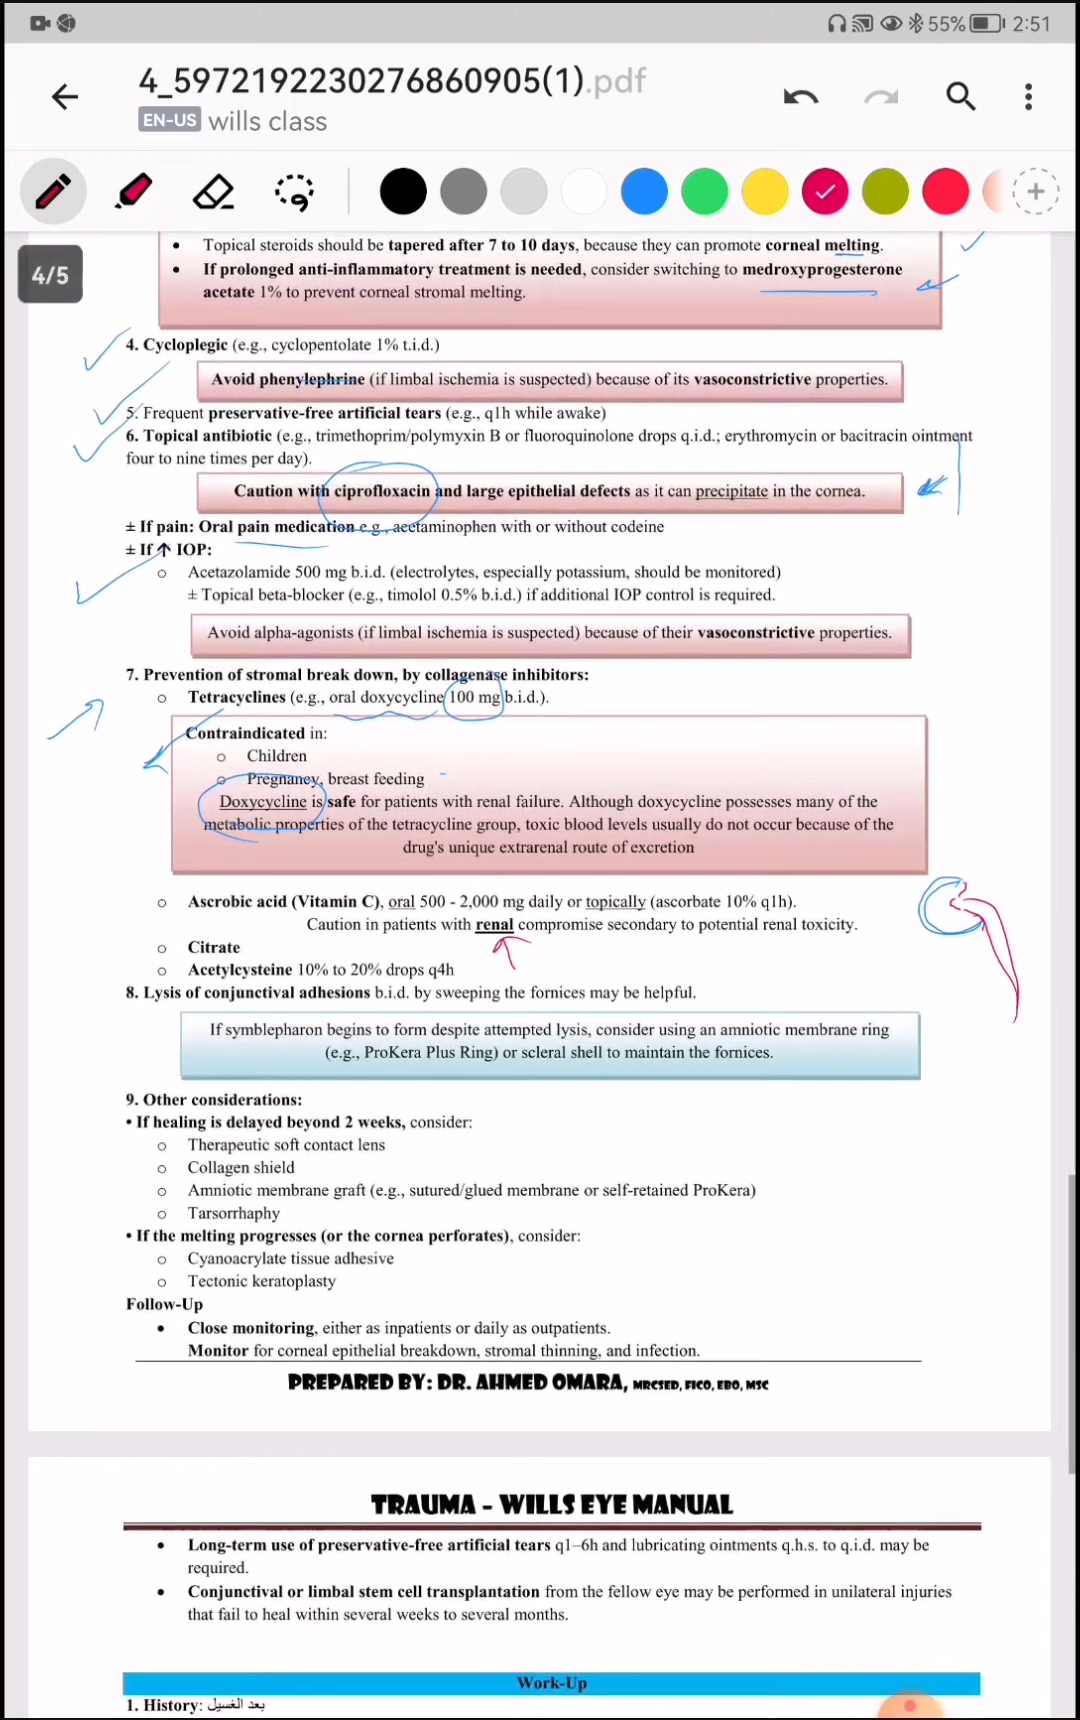 55% 2:51
4_5972192230276860905(1).pdf
EN-US wills class
4/5
• Topical steroids should be tapered after 7 to 10 days, because they can promote corneal melting.
• If prolonged anti-inflammatory treatment is needed, consider switching to medroxyprogesterone
acetate 1% to prevent corneal stromal melting.
4. Cycloplegic (e.g., cyclopentolate 1% t.i.d.)
Avoid phenylephrine (if limbal ischemia is suspected) because of its vasoconstrictive properties.
5. Frequent preservative-free artificial tears (e.g., q1h while awake)
6. Topical antibiotic (e.g., trimethoprim/polymyxin B or fluoroquinolone drops q.i.d.; erythromycin or bacitracin ointment
four to nine times per day).
Caution with ciprofloxacin and large epithelial defects as it can precipitate in the cornea.
± If pain: Oral pain medication e.g., acetaminophen with or without codeine
± If ↑ IOP:
o Acetazolamide 500 mg b.i.d. (electrolytes, especially potassium, should be monitored)
± Topical beta-blocker (e.g., timolol 0.5% b.i.d.) if additional IOP control is required.
Avoid alpha-agonists (if limbal ischemia is suspected) because of their vasoconstrictive properties.
7. Prevention of stromal break down, by collagenase inhibitors:
o Tetracyclines (e.g., oral doxycycline 100 mg b.i.d.).
Contraindicated in:
o Children
o Pregnancy, breast feeding
Doxycycline is safe for patients with renal failure. Although doxycycline possesses many of the
metabolic properties of the tetracycline group, toxic blood levels usually do not occur because of the
drug's unique extrarenal route of excretion
o Ascrobic acid (Vitamin C), oral 500 - 2,000 mg daily or topically (ascorbate 10% q1h).
Caution in patients with renal compromise secondary to potential renal toxicity.
o Citrate
o Acetylcysteine 10% to 20% drops q4h
8. Lysis of conjunctival adhesions b.i.d. by sweeping the fornices may be helpful.
If symblepharon begins to form despite attempted lysis, consider using an amniotic membrane ring
(e.g., ProKera Plus Ring) or scleral shell to maintain the fornices.
9. Other considerations:
• If healing is delayed beyond 2 weeks, consider:
o Therapeutic soft contact lens
o Collagen shield
o Amniotic membrane graft (e.g., sutured/glued membrane or self-retained ProKera)
o Tarsorrhaphy
• If the melting progresses (or the cornea perforates), consider:
o Cyanoacrylate tissue adhesive
o Tectonic keratoplasty
Follow-Up
• Close monitoring, either as inpatients or daily as outpatients.
Monitor for corneal epithelial breakdown, stromal thinning, and infection.
PREPARED BY: DR. AHMED OMARA, MRCSED, FICO, EBO, MSC
TRAUMA - WILLS EYE MANUAL
• Long-term use of preservative-free artificial tears q1–6h and lubricating ointments q.h.s. to q.i.d. may be
required.
• Conjunctival or limbal stem cell transplantation from the fellow eye may be performed in unilateral injuries
that fail to heal within several weeks to several months.
Work-Up
1. History: بعد الغسيل